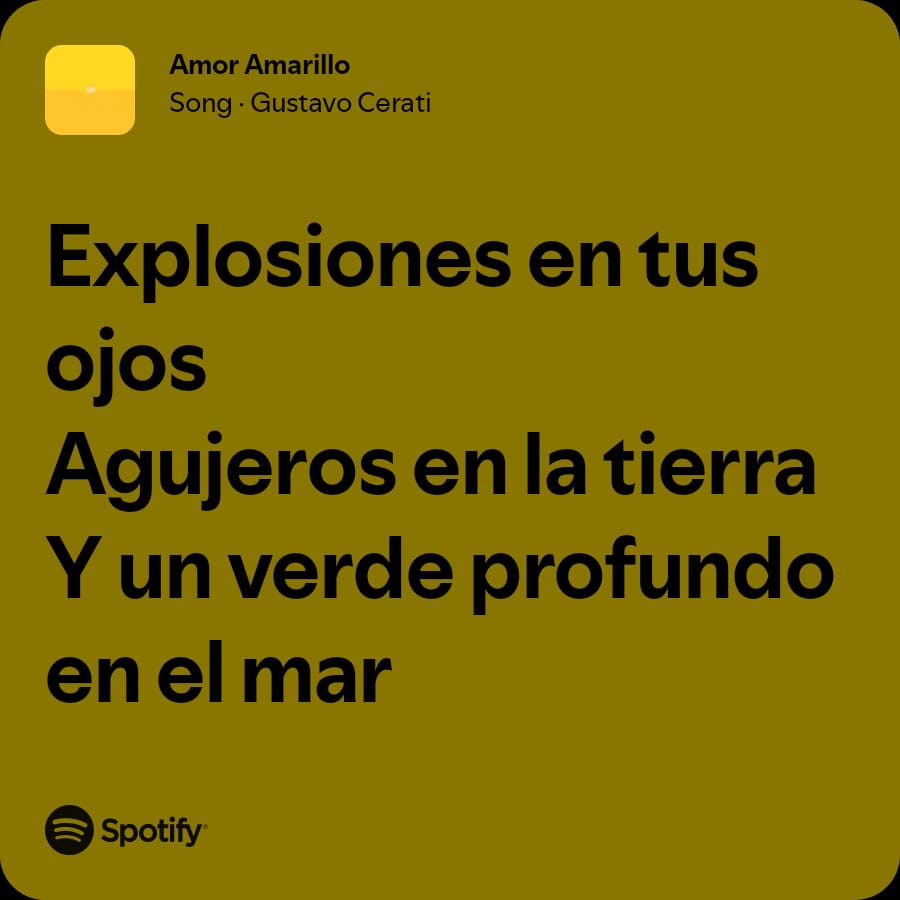 Amor Amarillo
Song · Gustavo Cerati
Explosiones en tus
ojos
Agujeros en la tierra
Y un verde profundo
en el mar
Spotify